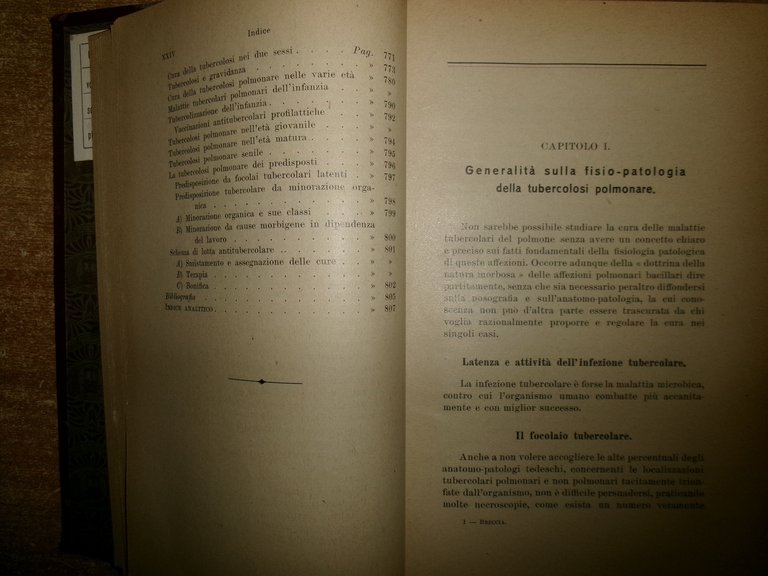 XXIV
Indice
Cura della tubercolosi nei due sessi . . . . . Pag. 771
Tubercolosi e gravidanza . . . . . . . . » 773
Cura della tubercolosi polmonare nelle varie età » 780
Malattie tubercolari polmonari dell'infanzia . . » »
Tubercolizzazione dell'infanzia . . . . . . » 790
Vaccinazioni antitubercolari profilattiche . . . » 792
Tubercolosi polmonare nell'età giovanile . . . » »
Tubercolosi polmonare nell'età matura . . . . » 794
Tubercolosi polmonare senile . . . . . . . » 795
La tubercolosi polmonare dei predisposti . . . » 796
Predisposizione da focolai tubercolari latenti . » 797
Predisposizione tubercolare da minorazione orga-
nica . . . . . . . . . . . . » 798
A) Minorazione organica e sue classi . . . » 799
B) Minorazione da cause morbigene in dipendenza
del lavoro . . . . . . . . . . » 800
Schema di lotta antitubercolare . . . . . . » 801
A) Smistamento e assegnazione delle cure . . » »
B) Terapia . . . . . . . . . . » »
C) Bonifica . . . . . . . . . . » 802
Bibliografia . . . . . . . . . . . » 805
INDICE ANALITICO . . . . . . . . . . » 807
CAPITOLO I.
Generalità sulla fisio-patologia
della tubercolosi polmonare.
Non sarebbe possibile studiare la cura delle malattie
tubercolari del polmone senza avere un concetto chiaro
e preciso sui fatti fondamentali della fisiologia patologica
di queste affezioni. Occorre adunque della « dottrina della
natura morbosa » delle affezioni polmonari bacillari dire
partitamente, senza che sia necessario peraltro diffondersi
sulla nosografia e sull'anatomo-patologia, la cui cono-
scenza non può d'altra parte essere trascurata da chi
voglia razionalmente proporre e regolare la cura nei
singoli casi.
Latenza e attività dell'infezione tubercolare.
La infezione tubercolare è forse la malattia microbica,
contro cui l'organismo umano combatte più accanita-
mente e con miglior successo.
Il focolaio tubercolare.
Anche a non volere accogliere le alte percentuali degli
anatomo-patologi tedeschi, concernenti le localizzazioni
tubercolari polmonari e non polmonari tacitamente trion-
fate dall'organismo, non è difficile persuadersi, praticando
molte necroscopie, come esista un numero veramente
1 — BRECCIA.